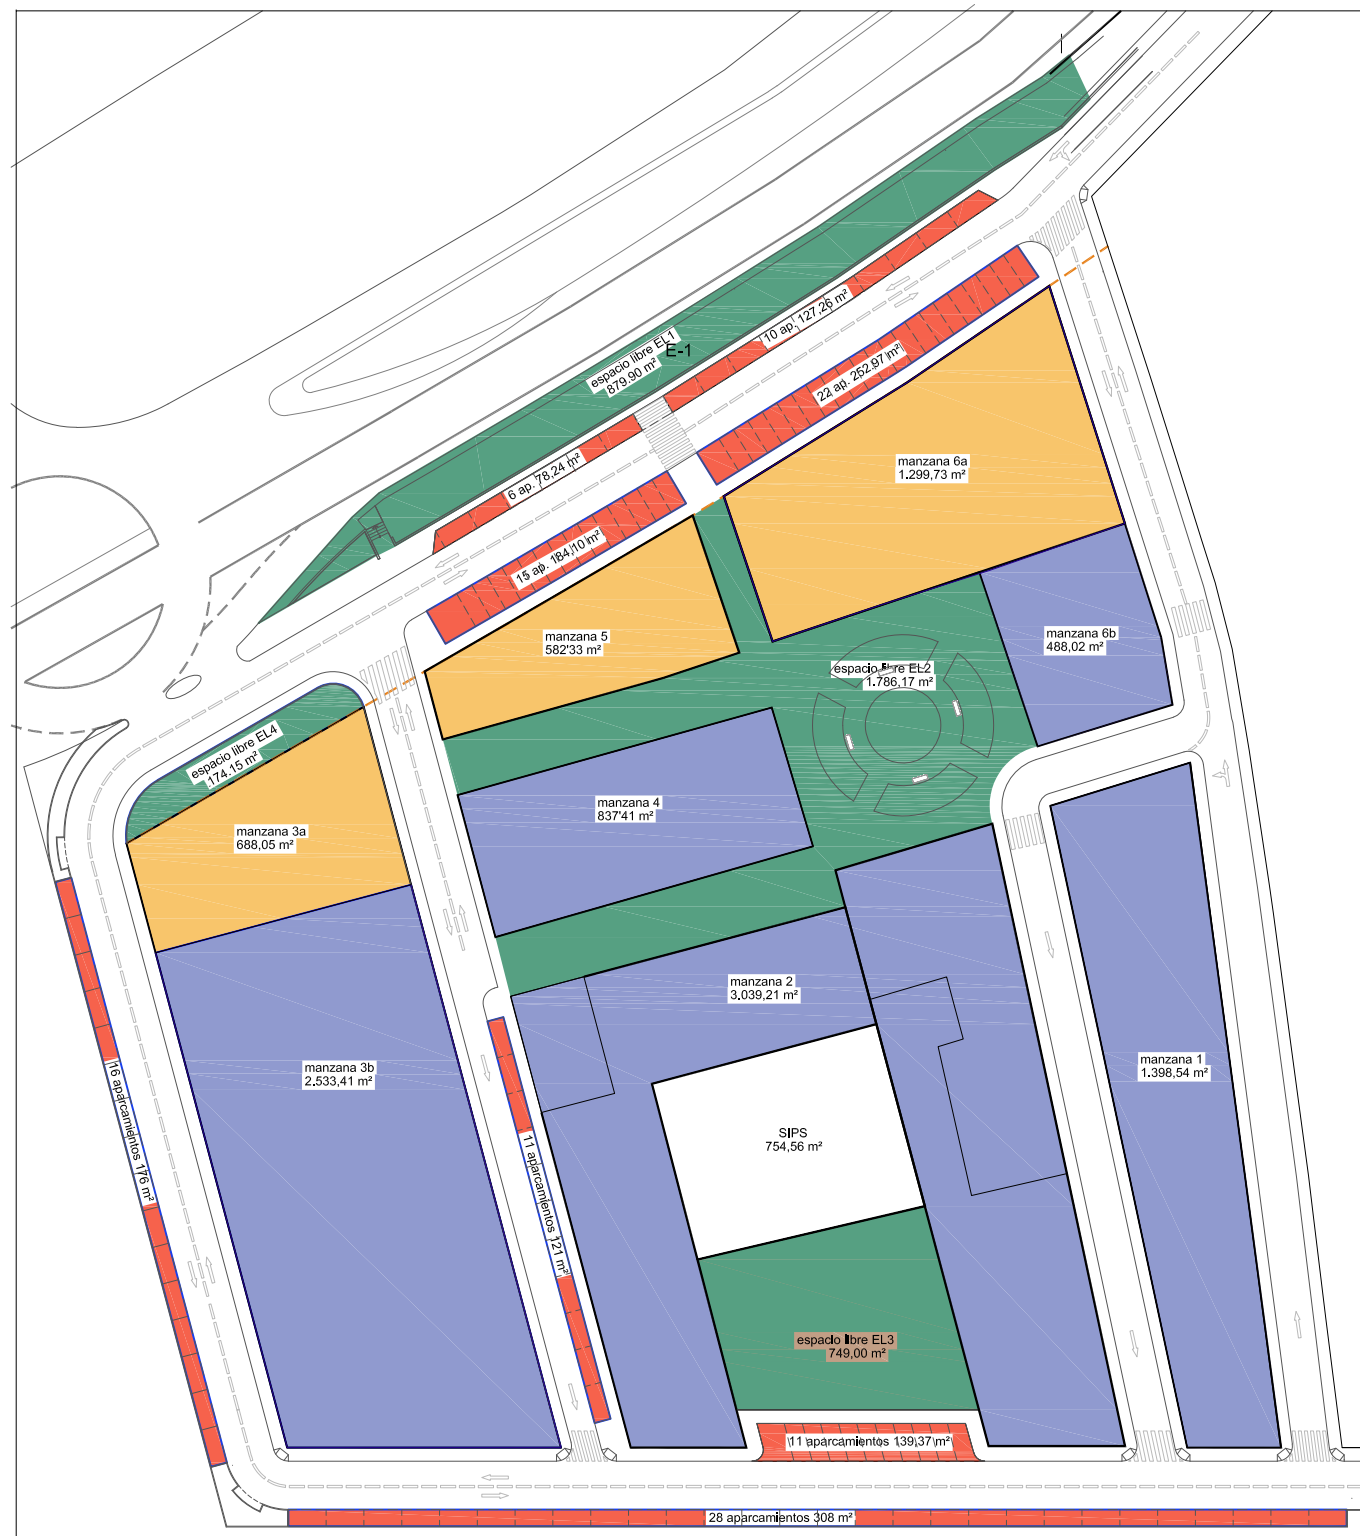 espacio libre EL1
879.90 m²
E-1
10 ap. 127,26 m²
22 ap. 252,97 m²
6 ap. 78,24 m²
15 ap. 184,10 m²
manzana 6a
1.299,73 m²
manzana 5
582'33 m²
manzana 6b
488,02 m²
espacio libre EL2
1.786,17 m²
espacio libre EL4
174.15 m²
manzana 4
837'41 m²
manzana 3a
688,05 m²
manzana 2
3.039,21 m²
manzana 3b
2.533,41 m²
manzana 1
1.398,54 m²
16 aparcamientos 176 m²
11 aparcamientos 121 m²
SIPS
754,56 m²
espacio libre EL3
749,00 m²
11 aparcamientos 139,37 m²
28 aparcamientos 308 m²